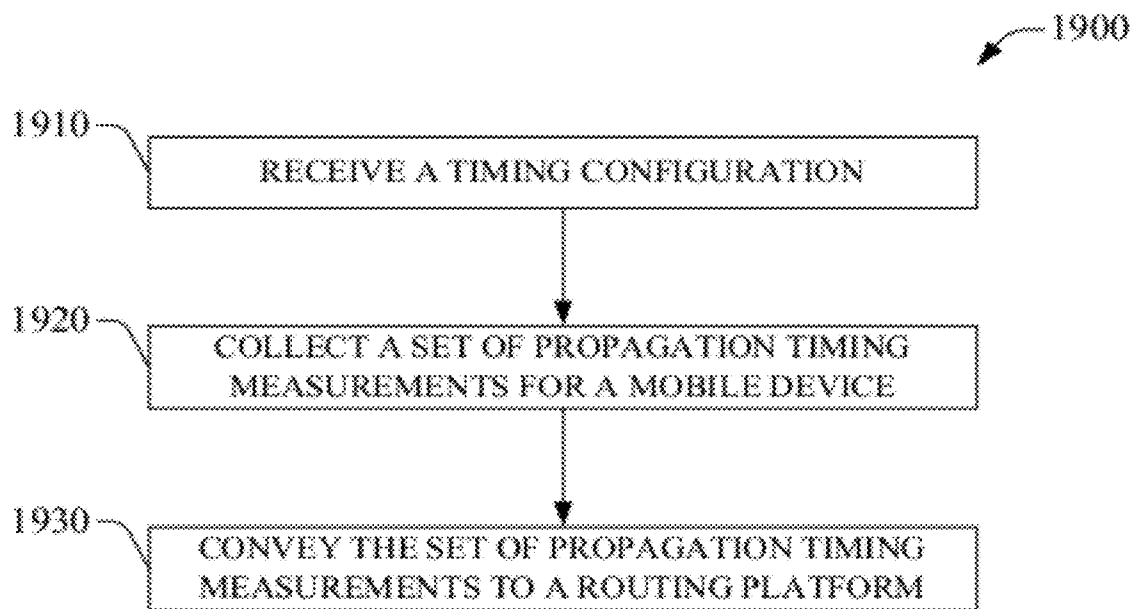 1900
1910
RECEIVE A TIMING CONFIGURATION
1920
COLLECT A SET OF PROPAGATION TIMING
MEASUREMENTS FOR A MOBILE DEVICE
1930
CONVEY THE SET OF PROPAGATION TIMING
MEASUREMENTS TO A ROUTING PLATFORM